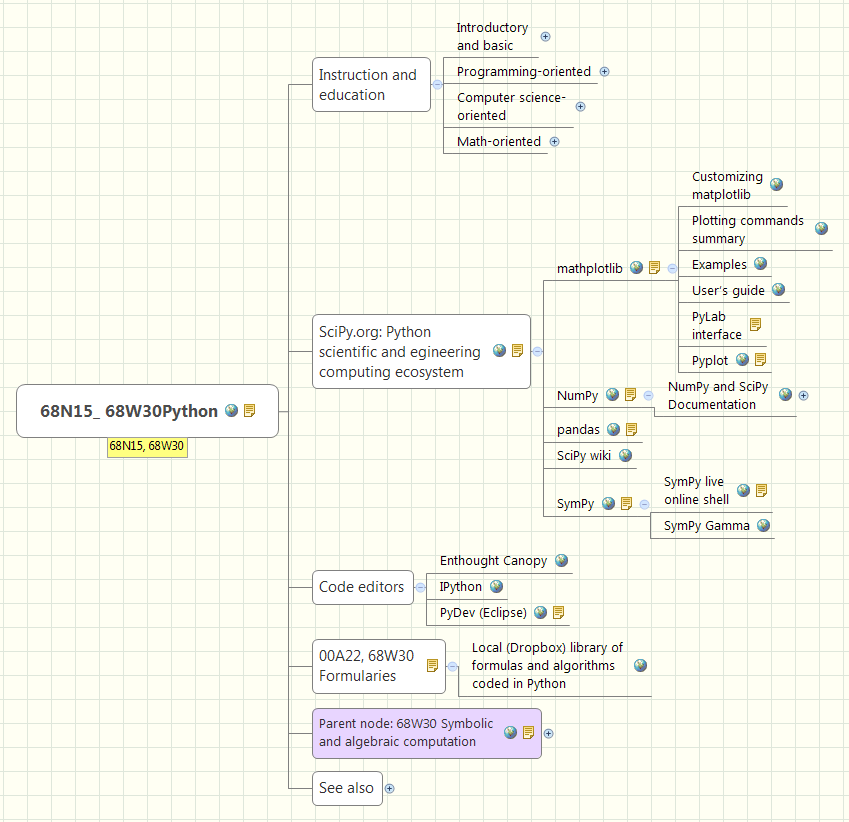 Introductory
and basic
Programming-oriented
Computer science-
oriented
Math-oriented
Instruction and
education
Customizing
matplotlib
Plotting commands
summary
Examples
User's guide
PyLab
interface
Pyplot
mathplotlib
SciPy.org: Python
scientific and egineering
computing ecosystem
NumPy
NumPy and SciPy
Documentation
pandas
SciPy wiki
SymPy
SymPy live
online shell
SymPy Gamma
68N15_ 68W30Python
68N15, 68W30
Code editors
Enthought Canopy
IPython
PyDev (Eclipse)
00A22, 68W30
Formularies
Local (Dropbox) library of
formulas and algorithms
coded in Python
Parent node: 68W30 Symbolic
and algebraic computation
See also